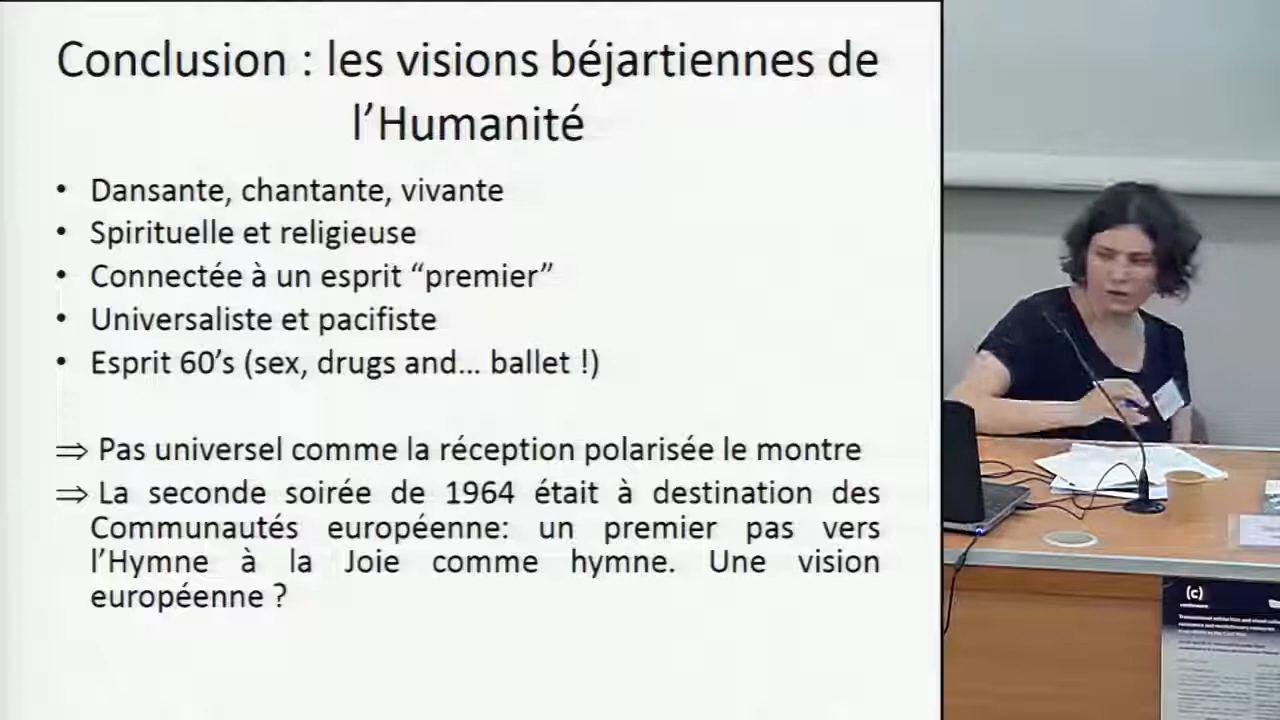 Conclusion : les visions béjartiennes de
l’Humanité
• Dansante, chantante, vivante
• Spirituelle et religieuse
• Connectée à un esprit “premier”
• Universaliste et pacifiste
• Esprit 60’s (sex, drugs and... ballet !)
⇒ Pas universel comme la réception polarisée le montre
⇒ La seconde soirée de 1964 était à destination des
Communautés européenne: un premier pas vers
l’Hymne à la Joie comme hymne. Une vision
européenne ?
(c)